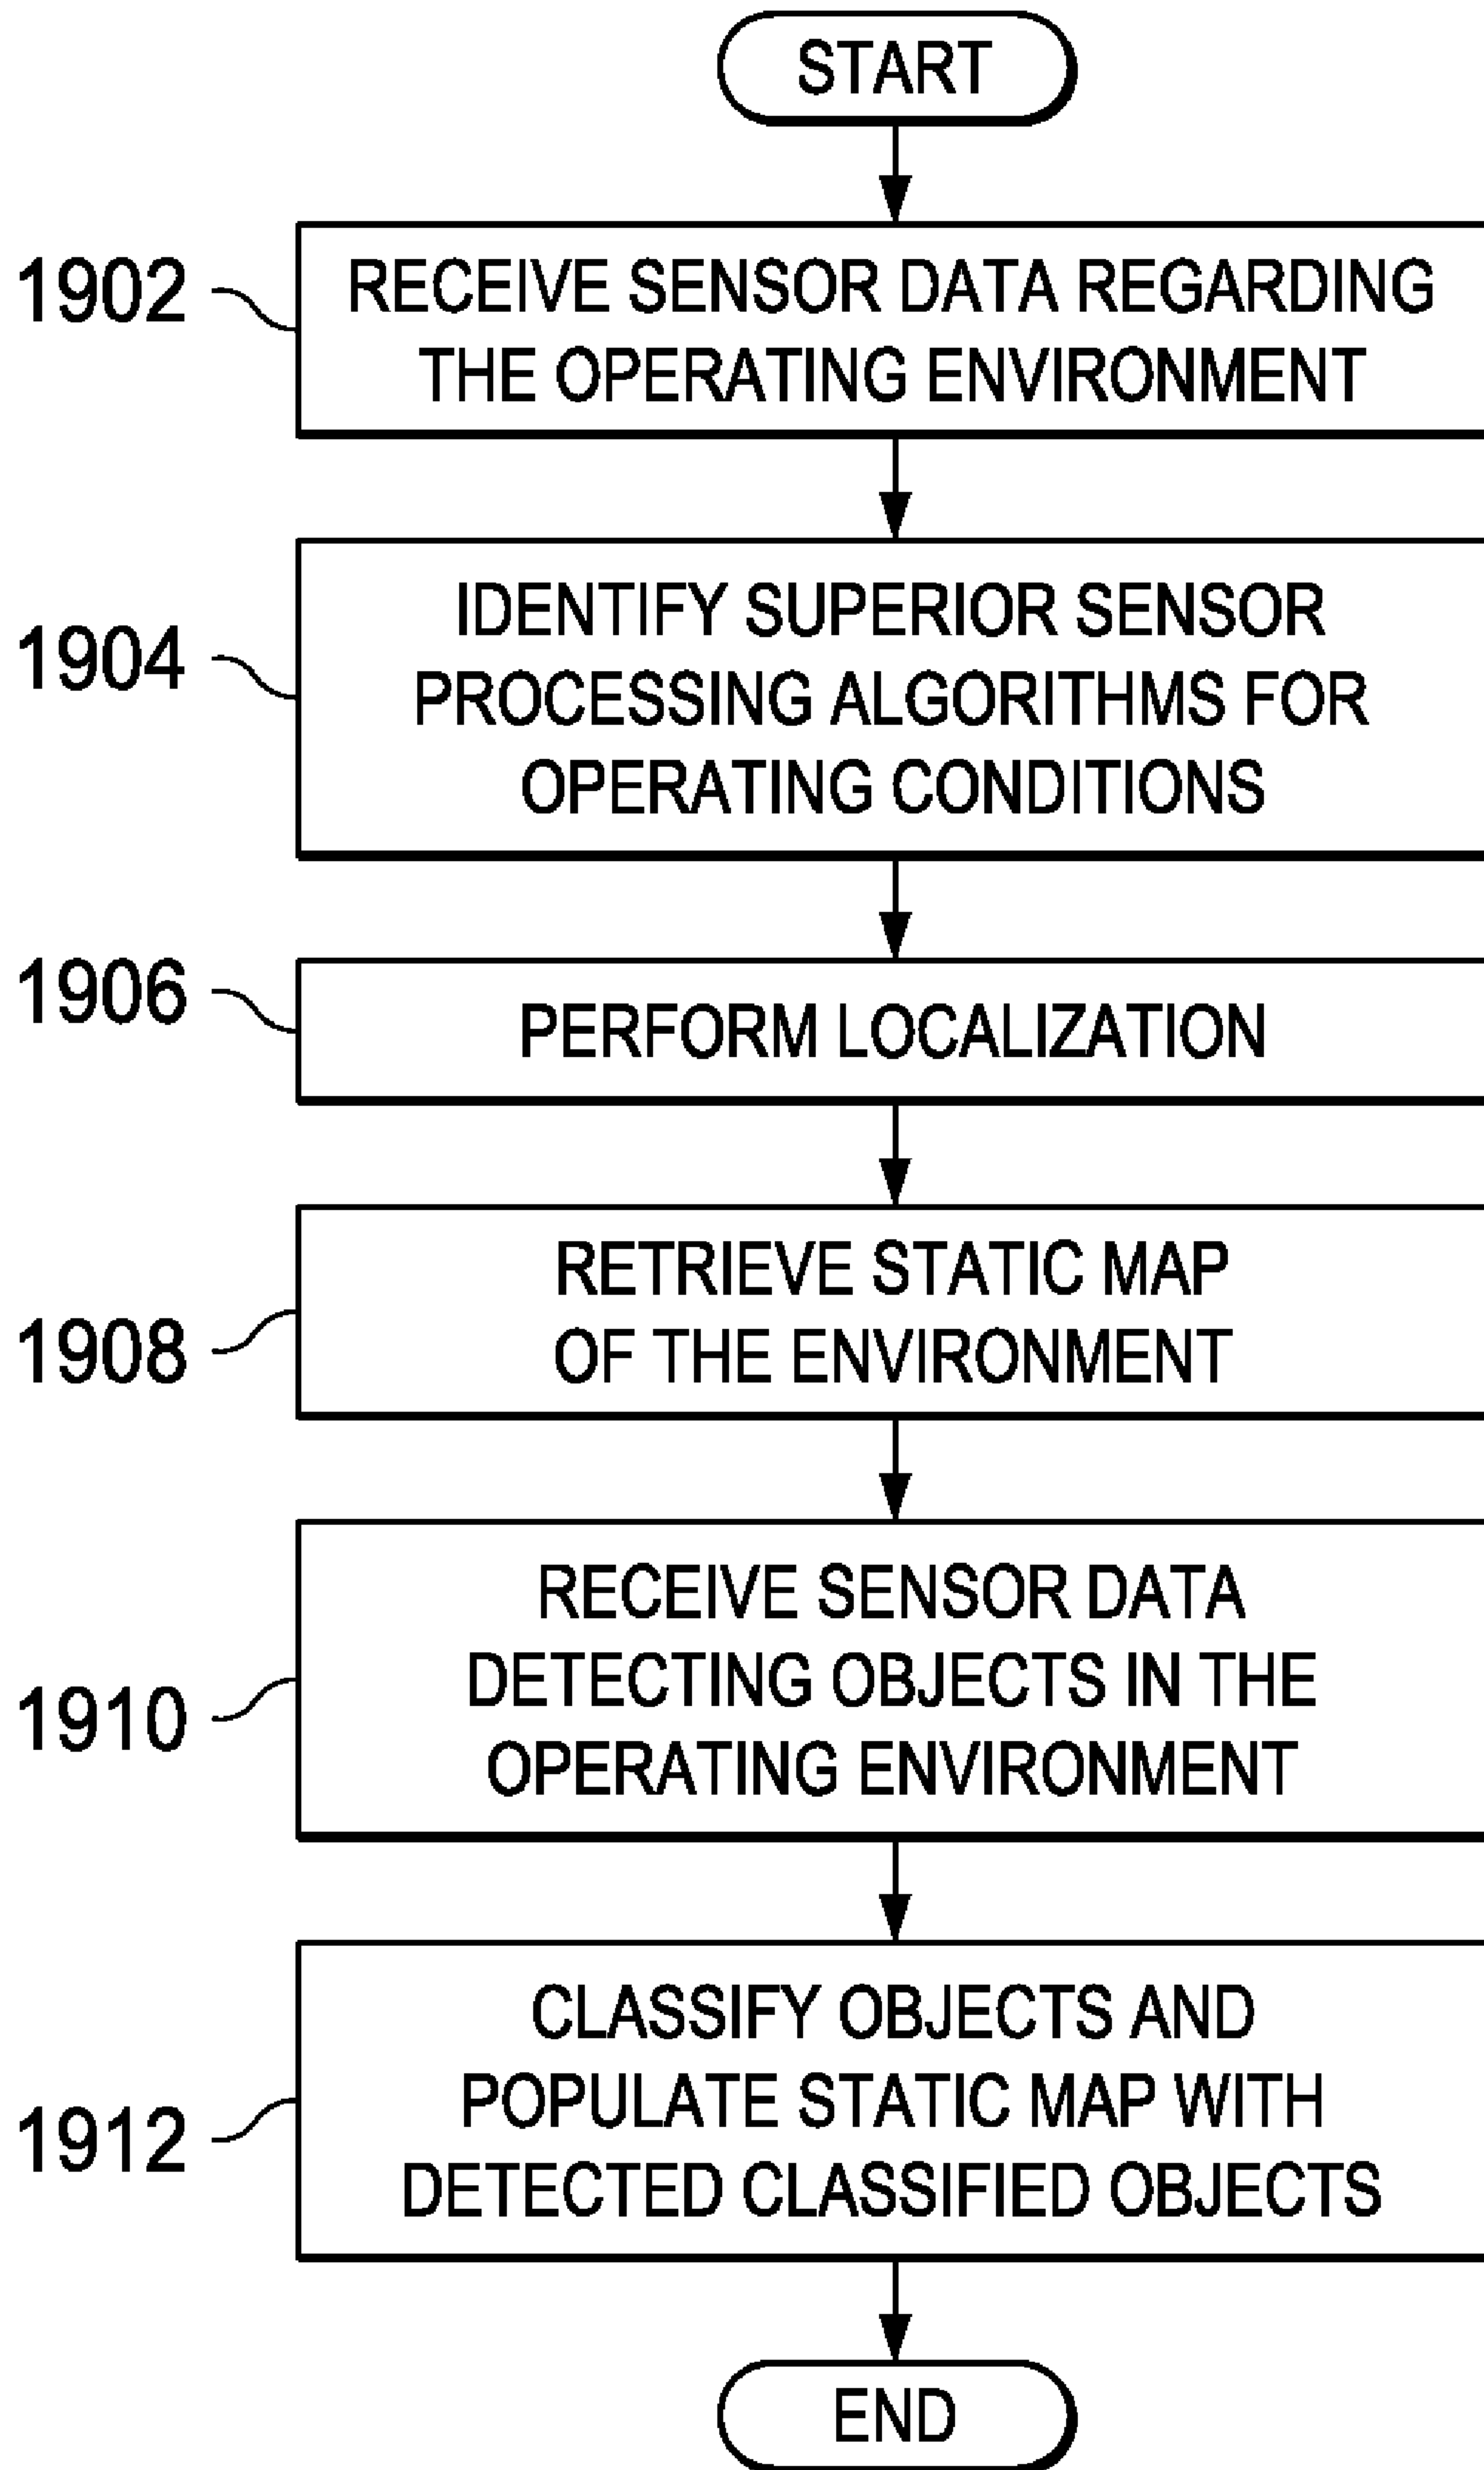 START
1902
RECEIVE SENSOR DATA REGARDING
THE OPERATING ENVIRONMENT
1904
IDENTIFY SUPERIOR SENSOR
PROCESSING ALGORITHMS FOR
OPERATING CONDITIONS
1906
PERFORM LOCALIZATION
1908
RETRIEVE STATIC MAP
OF THE ENVIRONMENT
1910
RECEIVE SENSOR DATA
DETECTING OBJECTS IN THE
OPERATING ENVIRONMENT
1912
CLASSIFY OBJECTS AND
POPULATE STATIC MAP WITH
DETECTED CLASSIFIED OBJECTS
END